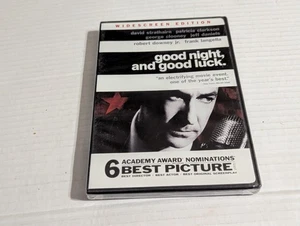 WIDESCREEN EDITION
david strathairn patricia clarkson
george clooney jeff daniels
robert downey jr. frank langella
good night,
and good luck.
"an electrifying movie event,
one of the year's best"
6 ACADEMY AWARD NOMINATIONS
BEST PICTURE
BEST DIRECTOR / BEST ACTOR / BEST ORIGINAL SCREENPLAY